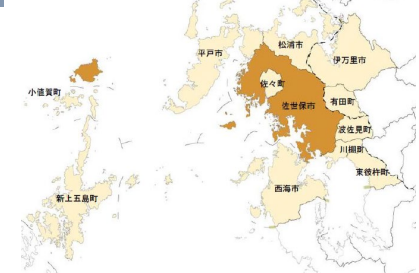 松浦市
平戸市
伊万里市
佐々町
小値賀町
佐世保市
有田町
波佐見町
川棚町
東彼杵町
西海市
新上五島町